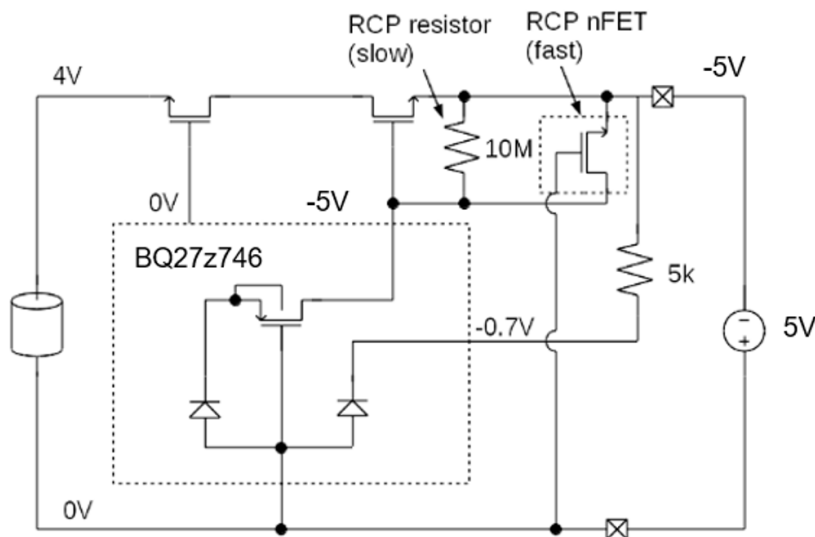 RCP resistor
(slow)
RCP nFET
(fast)
4V
-5V
10M
0V
-5V
BQ27z746
5k
-0.7V
5V
0V